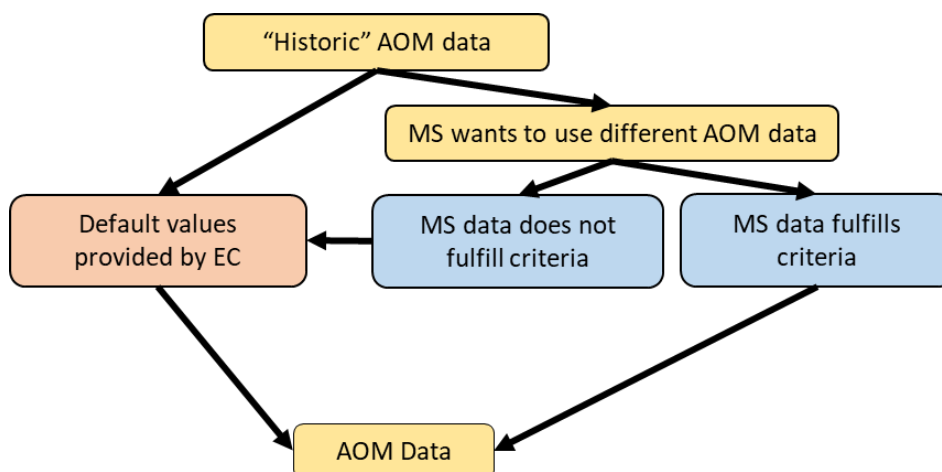 “Historic” AOM data
MS wants to use different AOM data
Default values
provided by EC
MS data does not
fulfill criteria
MS data fulfills
criteria
AOM Data